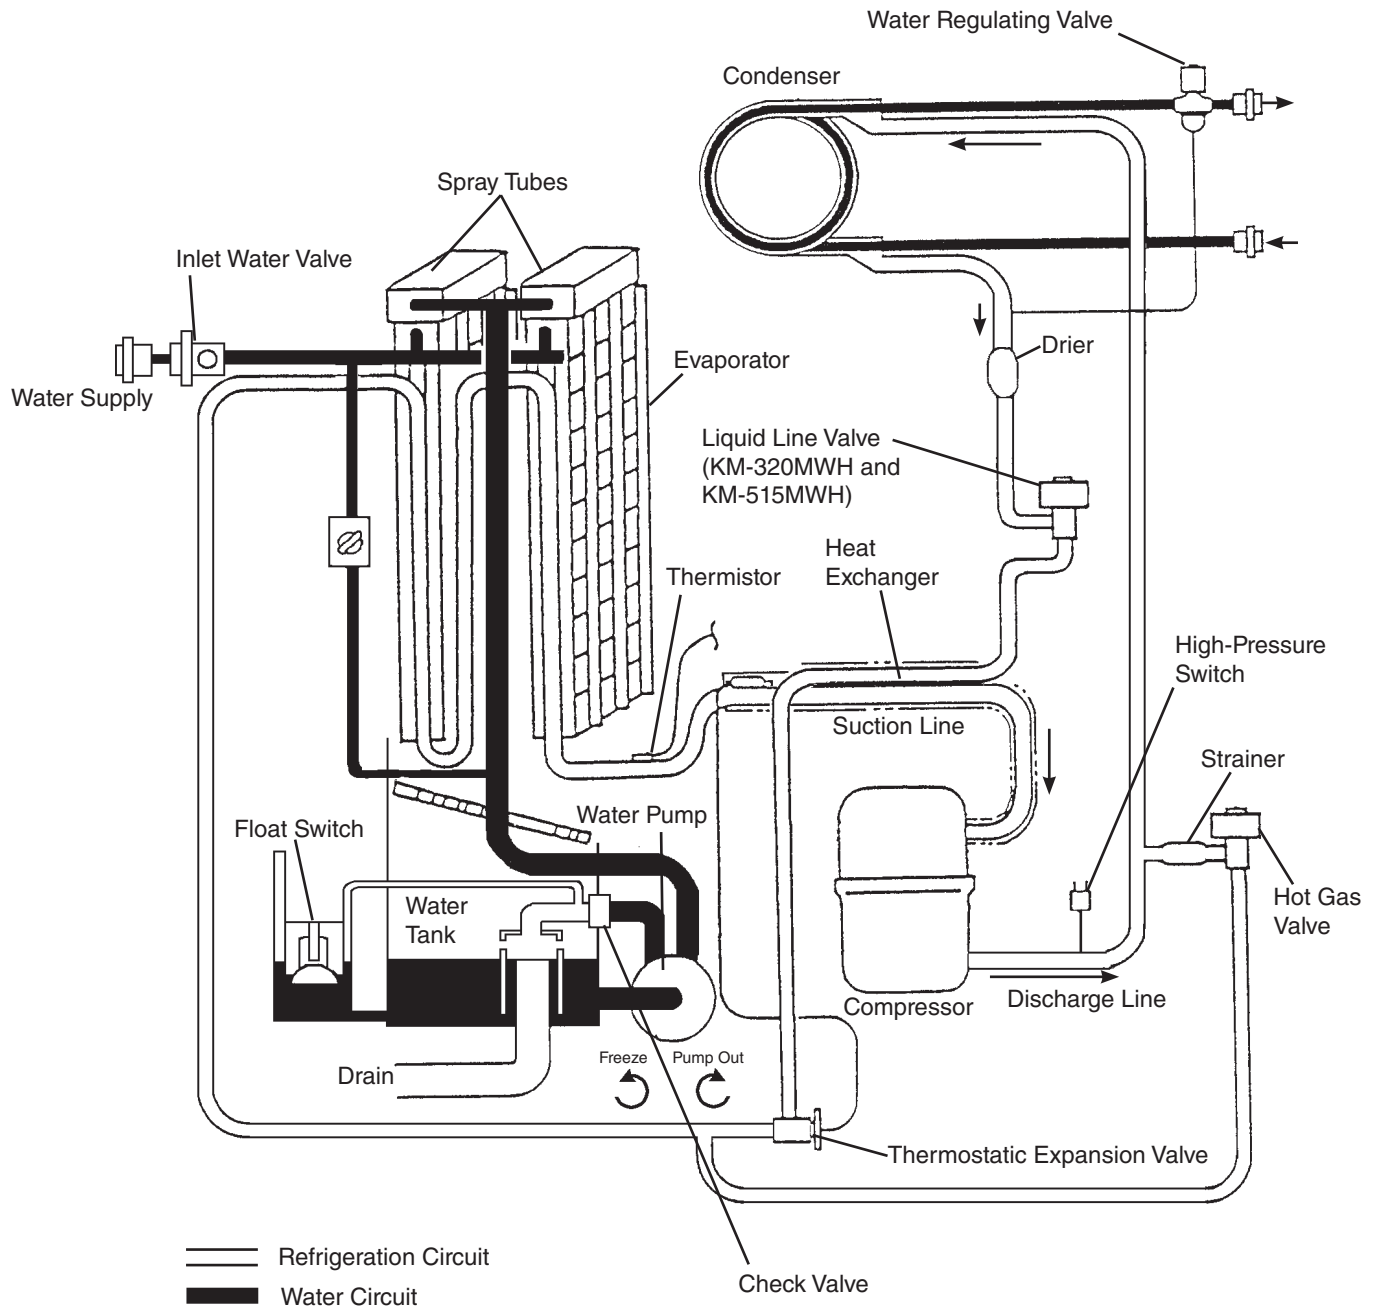 Water Regulating Valve
Condenser
Spray Tubes
Inlet Water Valve
Water Supply
Evaporator
Drier
Liquid Line Valve
(KM-320MWH and
KM-515MWH)
Heat
Exchanger
Thermistor
High-Pressure
Switch
Suction Line
Strainer
Water Pump
Float Switch
Water
Tank
Hot Gas
Valve
Compressor
Discharge Line
Drain
Freeze
Pump Out
Thermostatic Expansion Valve
Refrigeration Circuit
Check Valve
Water Circuit